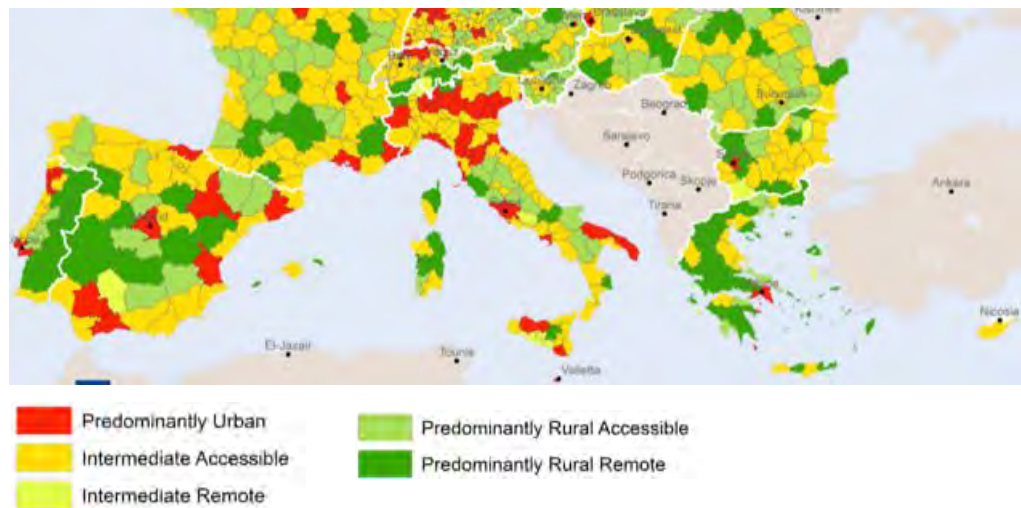 Bratislava
Zagreb
Beograd
Bucuresti
Sarajevo
Podgorica
Skopje
Tirana
Ankara
Nicosia
El-Jazair
Tounis
Valletta
Predominantly Urban
Predominantly Rural Accessible
Intermediate Accessible
Predominantly Rural Remote
Intermediate Remote